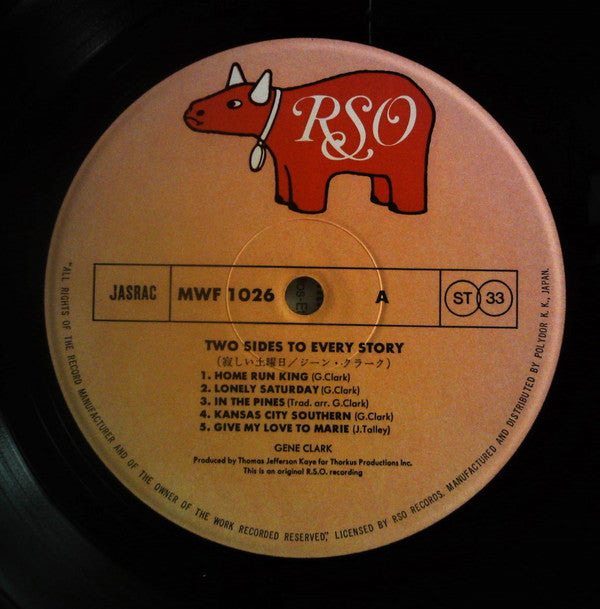 RSO
JASRAC
MWF 1026
A
ST 33
TWO SIDES TO EVERY STORY
(寂しい土曜日/ジーン・クラーク)
1. HOME RUN KING (G.Clark)
2. LONELY SATURDAY (G.Clark)
3. IN THE PINES (Trad. arr. G.Clark)
4. KANSAS CITY SOUTHERN (G.Clark)
5. GIVE MY LOVE TO MARIE (J.Talley)
GENE CLARK
Produced by Thomas Jefferson Kaye for Thorkus Productions Inc.
This is an original R.S.O. recording
"ALL RIGHTS OF THE RECORD MANUFACTURER AND OF THE OWNER OF THE WORK RECORDED RESERVED," LICENSED BY RSO RECORDS. MANUFACTURED AND DISTRIBUTED BY POLYDOR K. K., JAPAN.